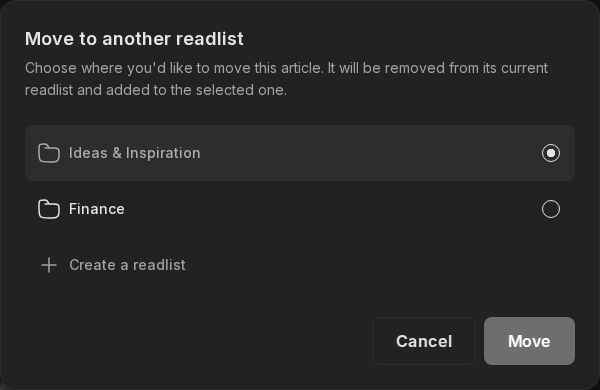 Move to another readlist
Choose where you'd like to move this article. It will be removed from its current
readlist and added to the selected one.
Ideas & Inspiration
Finance
Create a readlist
Cancel
Move